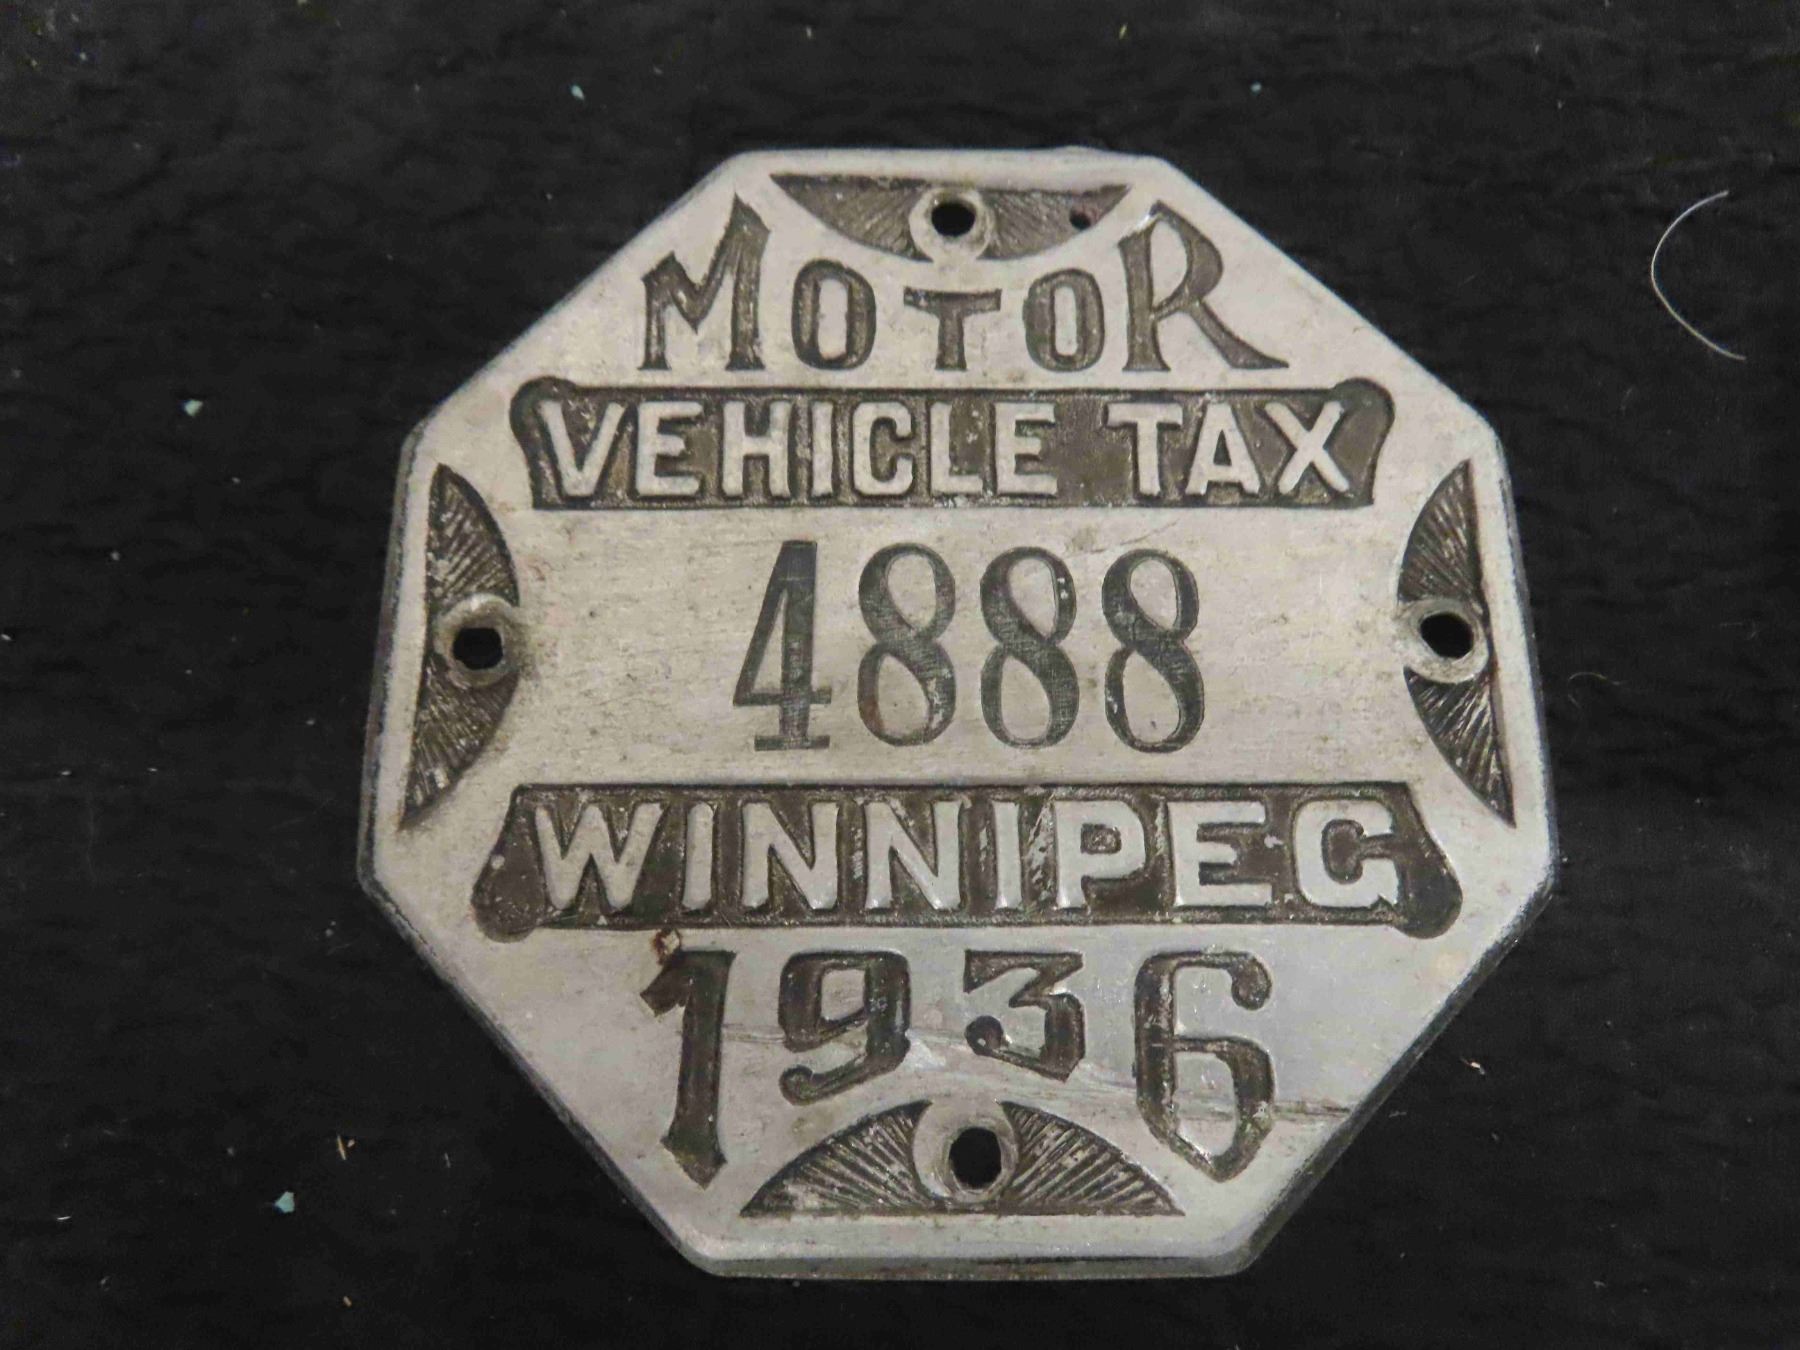 MOTOR
VEHICLE TAX
4888
WINNIPEG
1936